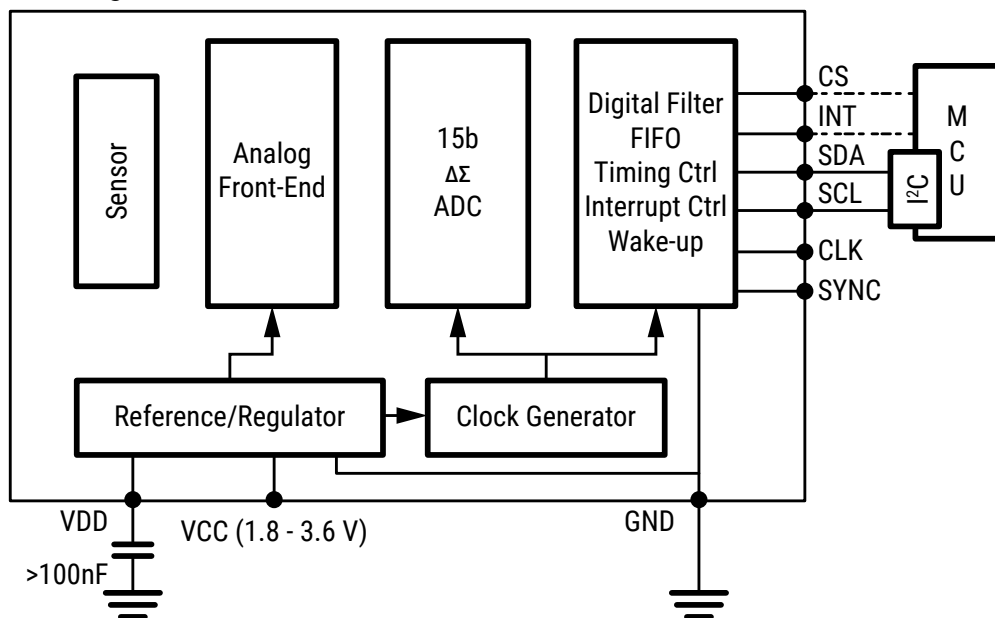 Sensor
Analog
Front-End
15b
ΔΣ
ADC
Digital Filter
FIFO
Timing Ctrl
Interrupt Ctrl
Wake-up
CS
INT
SDA
SCL
CLK
SYNC
I²C
M
C
U
Reference/Regulator
Clock Generator
VDD
VCC (1.8 - 3.6 V)
GND
>100nF